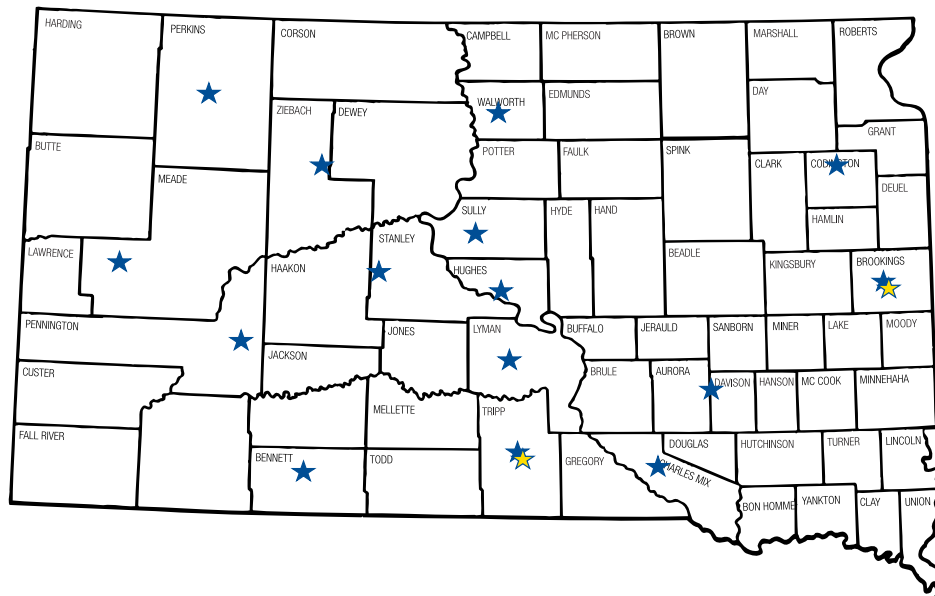 HARDING
PERKINS
CORSON
CAMPBELL
MC PHERSON
BROWN
MARSHALL
ROBERTS
ZIEBACH
DEWEY
WALWORTH
EDMUNDS
DAY
GRANT
BUTTE
MEADE
POTTER
FAULK
SPINK
CLARK
CODINGTON
DEUEL
SULLY
HYDE
HAND
HAMLIN
LAWRENCE
HAAKON
STANLEY
HUGHES
BEADLE
KINGSBURY
BROOKINGS
PENNINGTON
JACKSON
JONES
LYMAN
BUFFALO
JERAULD
SANBORN
MINER
LAKE
MOODY
CUSTER
BRULE
AURORA
DAVISON
HANSON
MC COOK
MINNEHAHA
FALL RIVER
MELLETTE
TRIPP
BENNETT
TODD
GREGORY
DOUGLAS
CHARLES MIX
HUTCHINSON
TURNER
LINCOLN
BON HOMME
YANKTON
CLAY
UNION